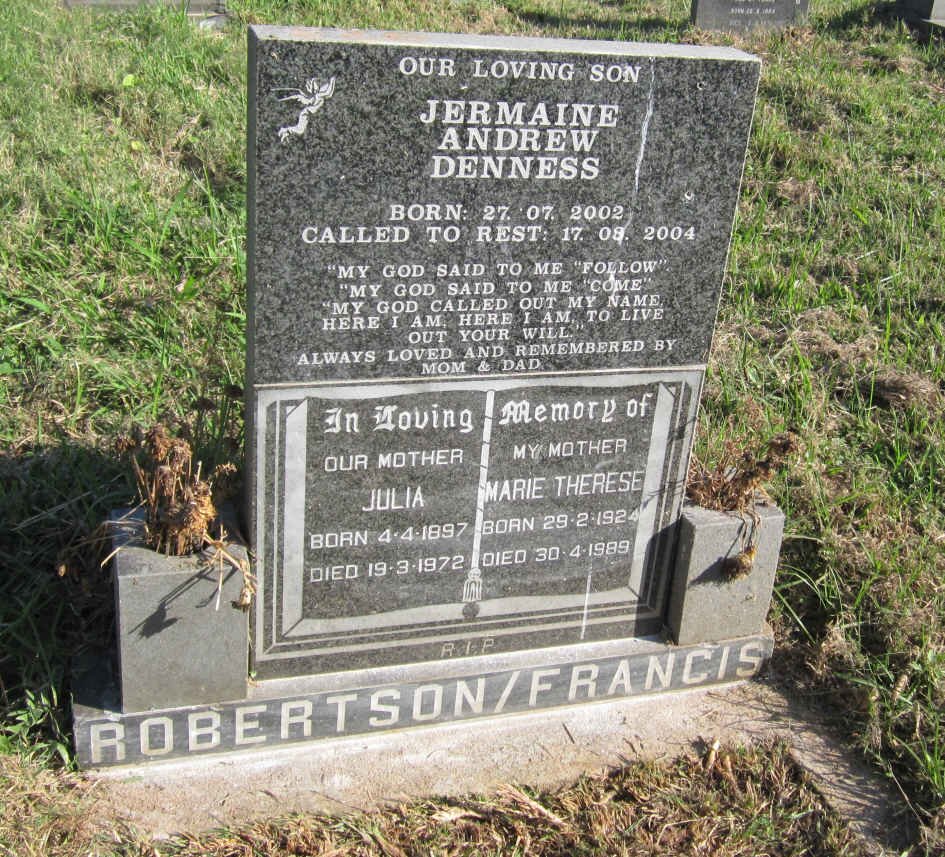 OUR LOVING SON
JERMAINE
ANDREW
DENNESS
BORN: 27. 07. 2002
CALLED TO REST: 17. 08. 2004
"MY GOD SAID TO ME "FOLLOW".
"MY GOD SAID TO ME "COME"
"MY GOD CALLED OUT MY NAME,
HERE I AM, HERE I AM, TO LIVE
OUT YOUR WILL."
ALWAYS LOVED AND REMEMBERED BY
MOM & DAD
In Loving Memory of
OUR MOTHER
JULIA
BORN 4-4-1897
DIED 19-3-1972
MY MOTHER
MARIE THERESE
BORN 29-2-1924
DIED 30-4-1989
R.I.P
ROBERTSON/FRANCIS